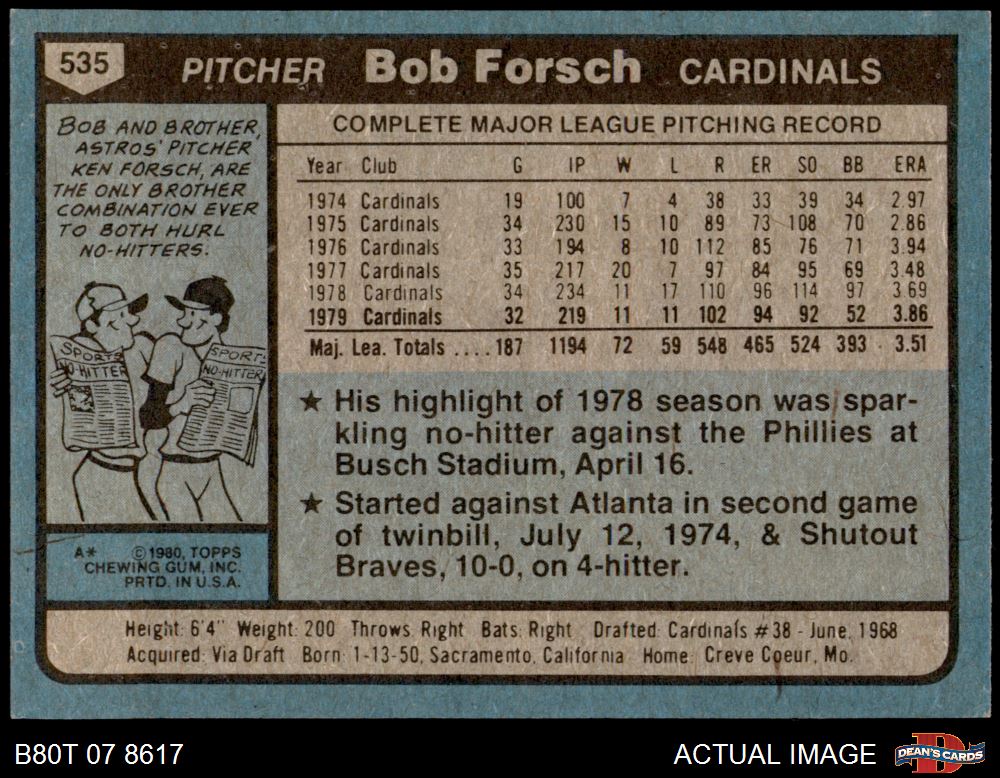 535 PITCHER Bob Forsch CARDINALS
BOB AND BROTHER,
ASTROS' PITCHER
KEN FORSCH, ARE
THE ONLY BROTHER
COMBINATION EVER
TO BOTH HURL
NO-HITTERS.
SPORTS
NO-HITTER
SPORTS
NO-HITTER
A* ©1980, TOPPS
CHEWING GUM, INC.
PRTD. IN U.S.A.
COMPLETE MAJOR LEAGUE PITCHING RECORD
Year Club G IP W L R ER SO BB ERA
1974 Cardinals 19 100 7 4 38 33 39 34 2.97
1975 Cardinals 34 230 15 10 89 73 108 70 2.86
1976 Cardinals 33 194 8 10 112 85 76 71 3.94
1977 Cardinals 35 217 20 7 97 84 95 69 3.48
1978 Cardinals 34 234 11 17 110 96 114 97 3.69
1979 Cardinals 32 219 11 11 102 94 92 52 3.86
Maj. Lea. Totals .... 187 1194 72 59 548 465 524 393 3.51
★ His highlight of 1978 season was spar-
kling no-hitter against the Phillies at
Busch Stadium, April 16.
★ Started against Atlanta in second game
of twinbill, July 12, 1974, & Shutout
Braves, 10-0, on 4-hitter.
Height: 6'4" Weight: 200 Throws: Right Bats: Right Drafted: Cardinals #38 - June, 1968
Acquired: Via Draft Born: 1-13-50, Sacramento, California Home: Creve Coeur, Mo.
B80T 07 8617 ACTUAL IMAGE DEAN'S CARDS